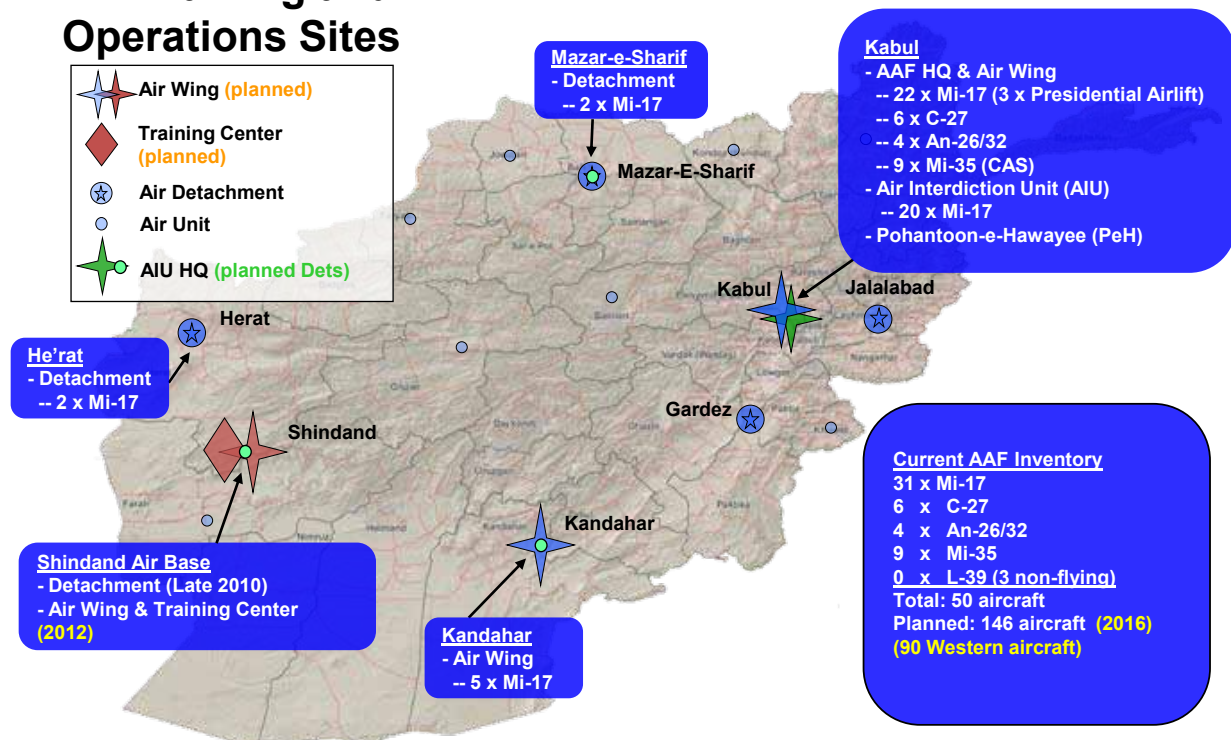 Operations Sites
Air Wing (planned)
Training Center
(planned)
Air Detachment
Air Unit
AIU HQ (planned Dets)
Mazar-e-Sharif
- Detachment
-- 2 x Mi-17
Kabul
- AAF HQ & Air Wing
-- 22 x Mi-17 (3 x Presidential Airlift)
-- 6 x C-27
-- 4 x An-26/32
-- 9 x Mi-35 (CAS)
- Air Interdiction Unit (AIU)
-- 20 x Mi-17
- Pohantoon-e-Hawayee (PeH)
Mazar-E-Sharif
Kabul
Jalalabad
Herat
He'rat
- Detachment
-- 2 x Mi-17
Gardez
Shindand
Kandahar
Shindand Air Base
- Detachment (Late 2010)
- Air Wing & Training Center
(2012)
Kandahar
- Air Wing
-- 5 x Mi-17
Current AAF Inventory
31 x Mi-17
6 x C-27
4 x An-26/32
9 x Mi-35
0 x L-39 (3 non-flying)
Total: 50 aircraft
Planned: 146 aircraft (2016)
(90 Western aircraft)